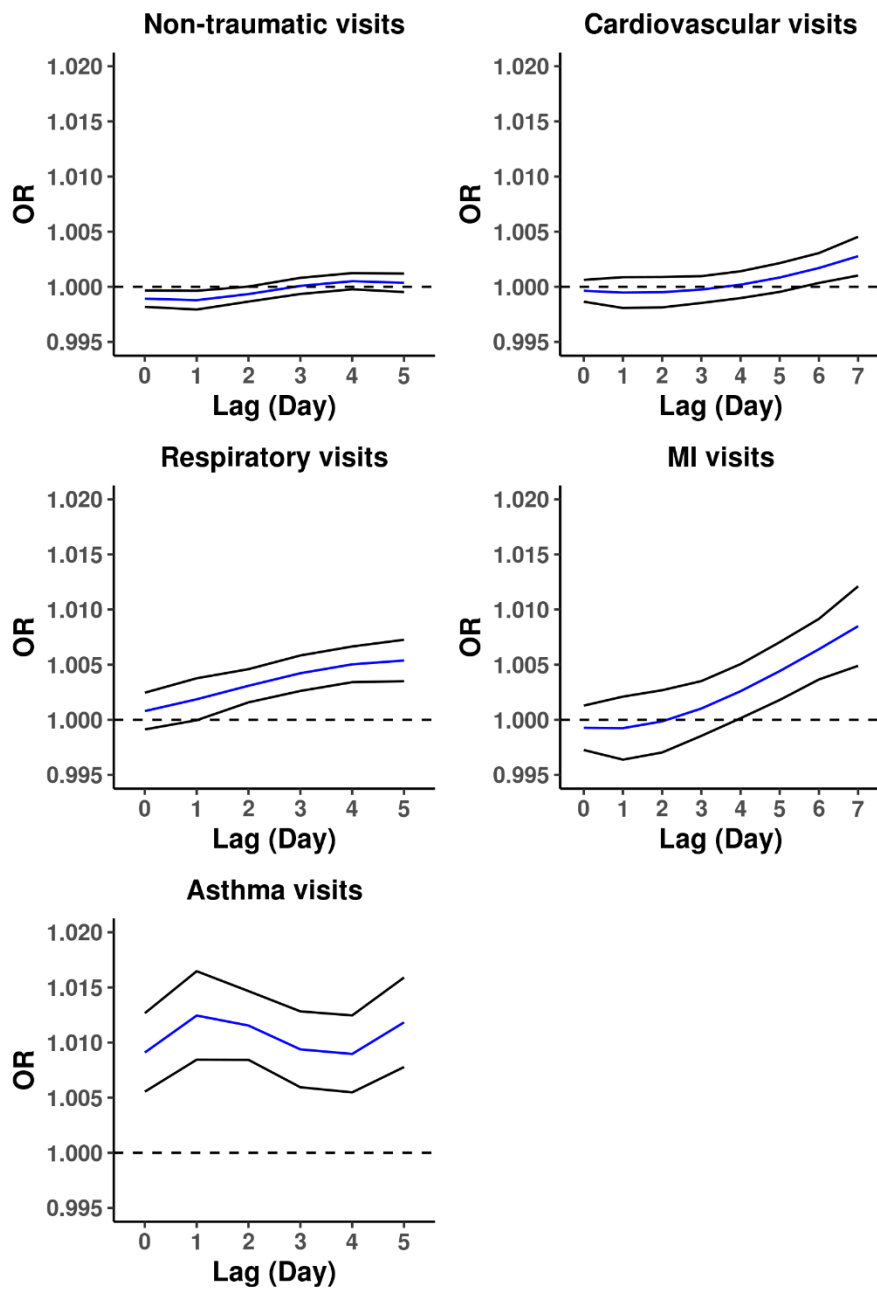 Non-traumatic visits
OR
1.020
1.015
1.010
1.005
1.000
0.995
0 1 2 3 4 5
Lag (Day)
Cardiovascular visits
OR
1.020
1.015
1.010
1.005
1.000
0.995
0 1 2 3 4 5 6 7
Lag (Day)
Respiratory visits
OR
1.020
1.015
1.010
1.005
1.000
0.995
0 1 2 3 4 5
Lag (Day)
MI visits
OR
1.020
1.015
1.010
1.005
1.000
0.995
0 1 2 3 4 5 6 7
Lag (Day)
Asthma visits
OR
1.020
1.015
1.010
1.005
1.000
0.995
0 1 2 3 4 5
Lag (Day)